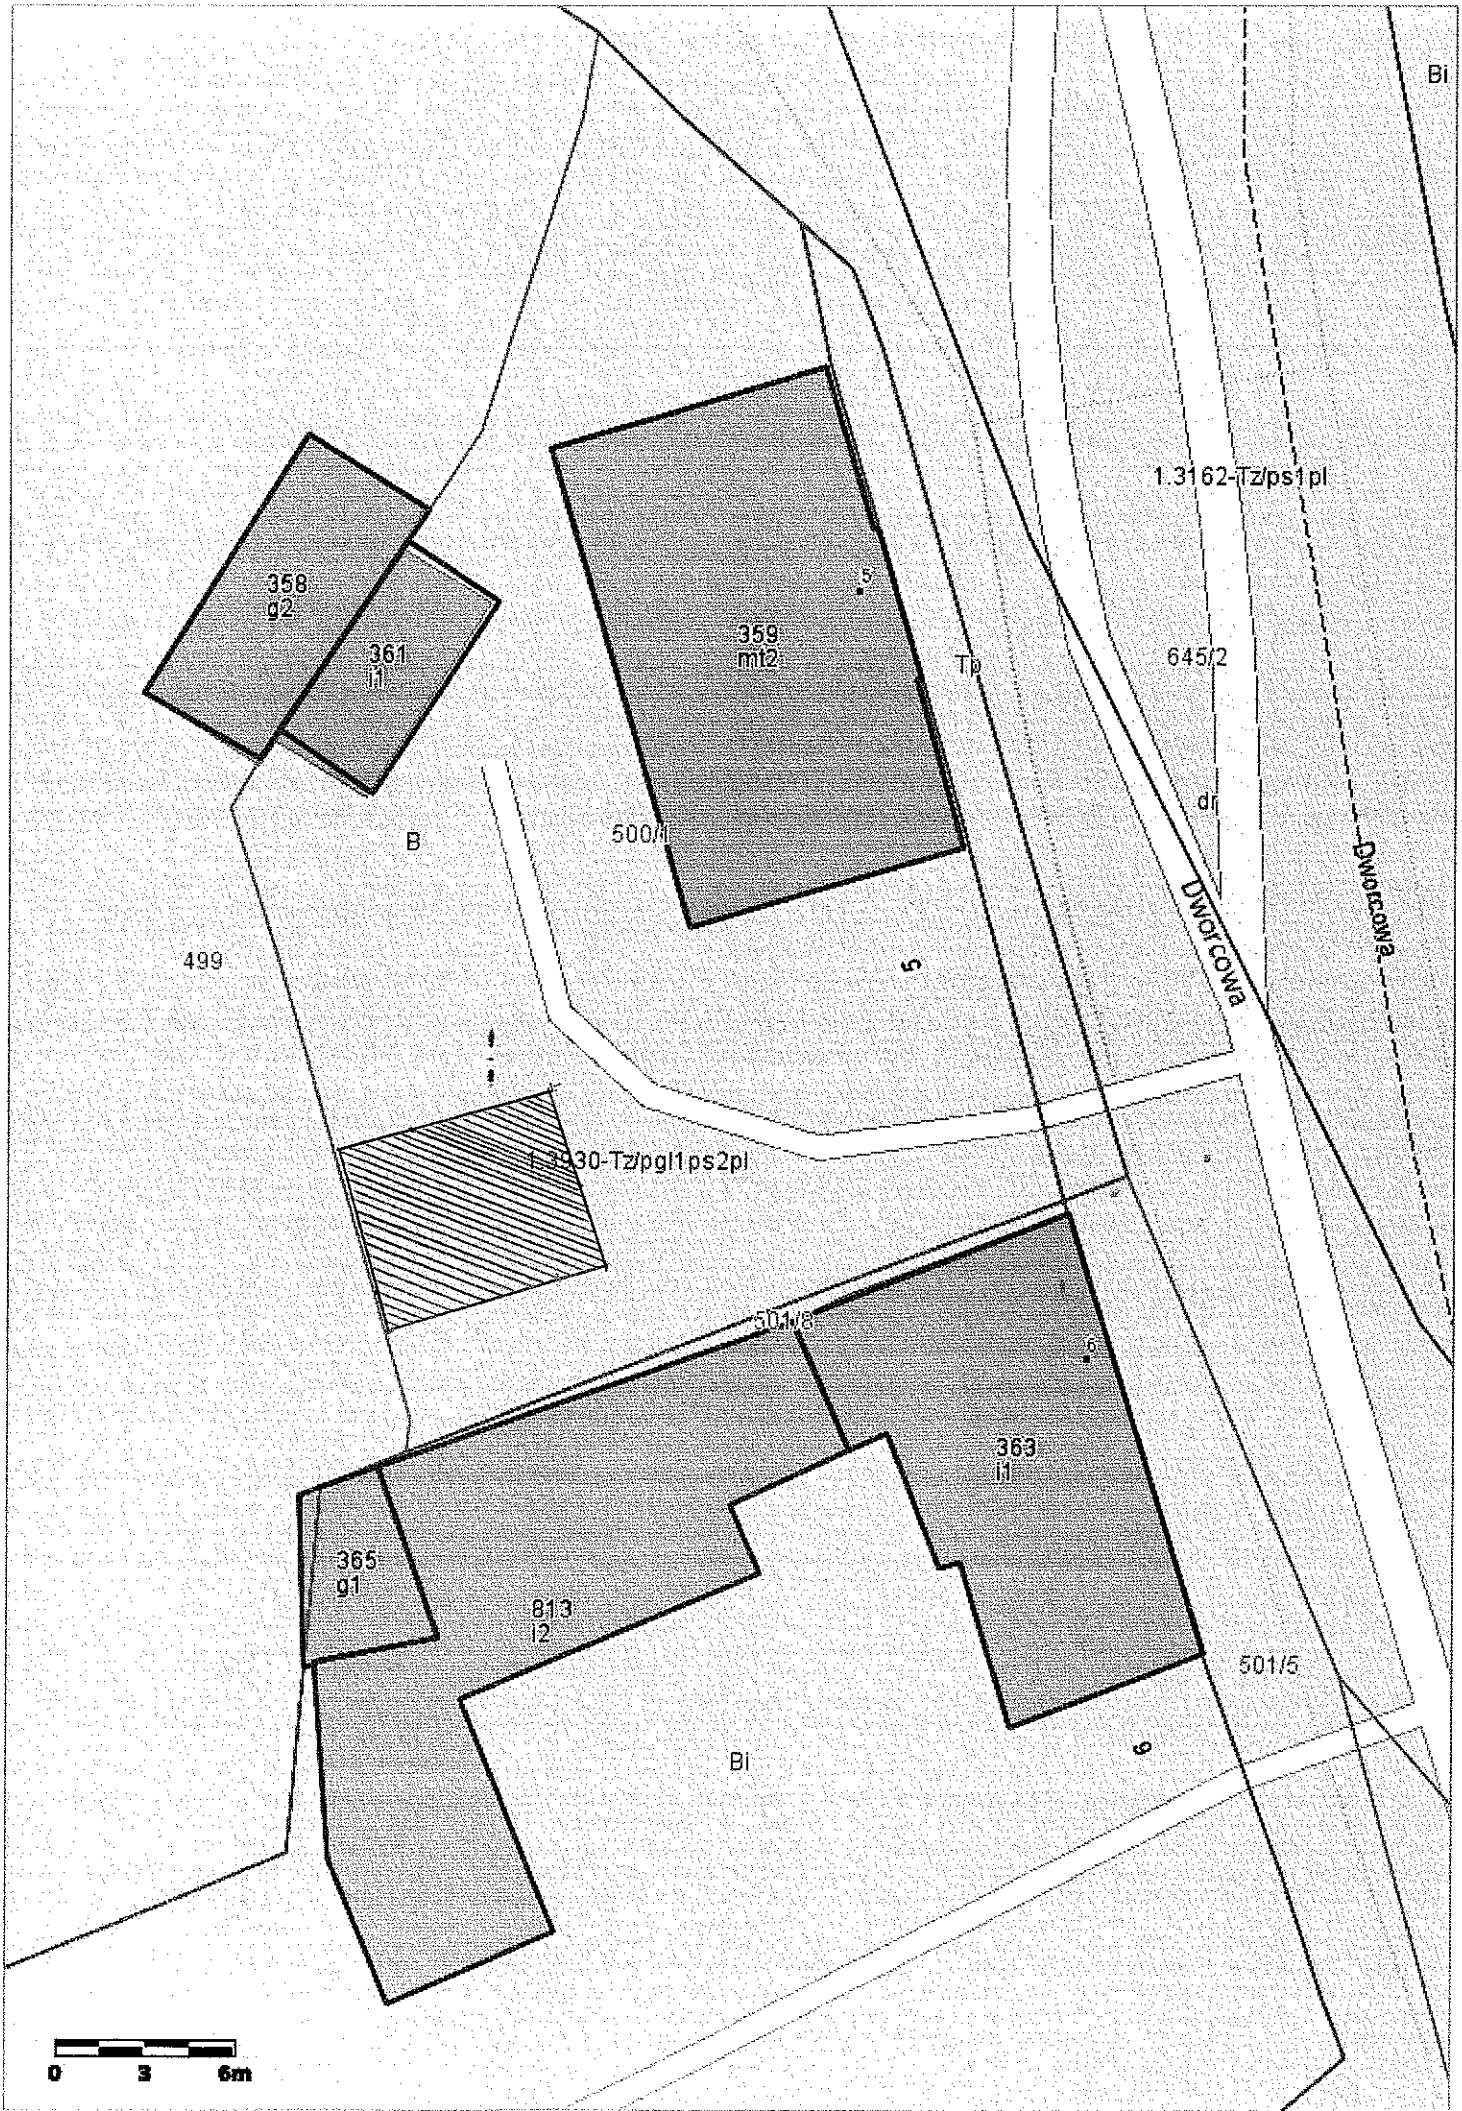 Bi
1.3162-Tz/ps1pl
5
358
g2
359
mt2
361
i1
Tp
645/2
dr
500/1
B
Dworcowa
Dworcowa
499
5
1.3930-Tz/pgl1ps2pl
501/8
6
363
i1
365
g1
813
i2
501/5
6
Bi
0 3 6m